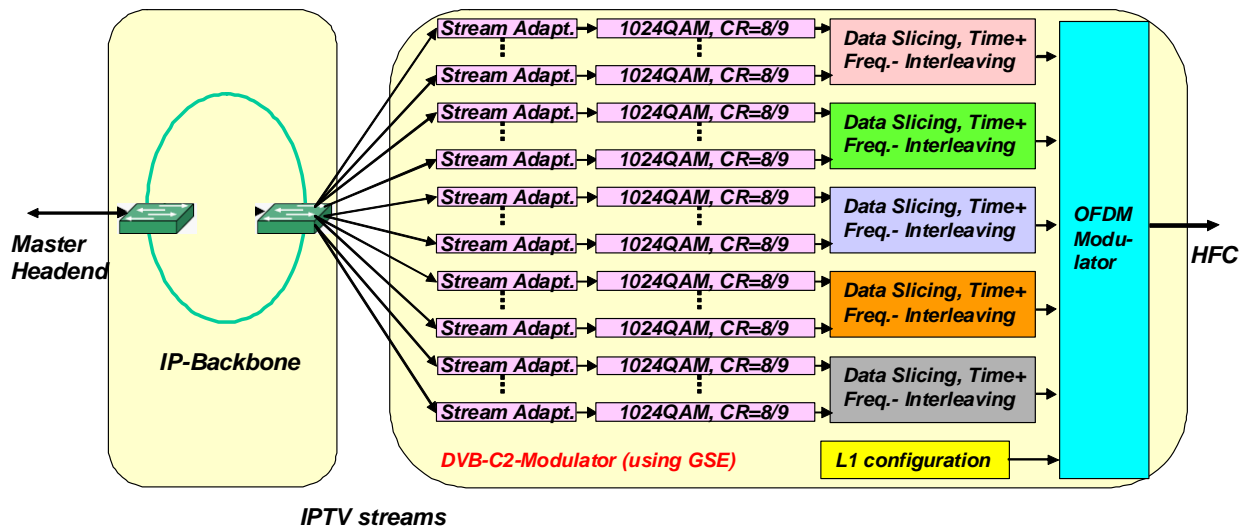 Stream Adapt. 1024QAM, CR=8/9
Stream Adapt. 1024QAM, CR=8/9
Data Slicing, Time+
Freq.- Interleaving
Stream Adapt. 1024QAM, CR=8/9
Stream Adapt. 1024QAM, CR=8/9
Data Slicing, Time+
Freq.- Interleaving
Stream Adapt. 1024QAM, CR=8/9
Stream Adapt. 1024QAM, CR=8/9
Data Slicing, Time+
Freq.- Interleaving
Stream Adapt. 1024QAM, CR=8/9
Stream Adapt. 1024QAM, CR=8/9
Data Slicing, Time+
Freq.- Interleaving
Stream Adapt. 1024QAM, CR=8/9
Stream Adapt. 1024QAM, CR=8/9
Data Slicing, Time+
Freq.- Interleaving
Master
Headend
IP-Backbone
OFDM
Modu-
lator
HFC
DVB-C2-Modulator (using GSE)
L1 configuration
IPTV streams